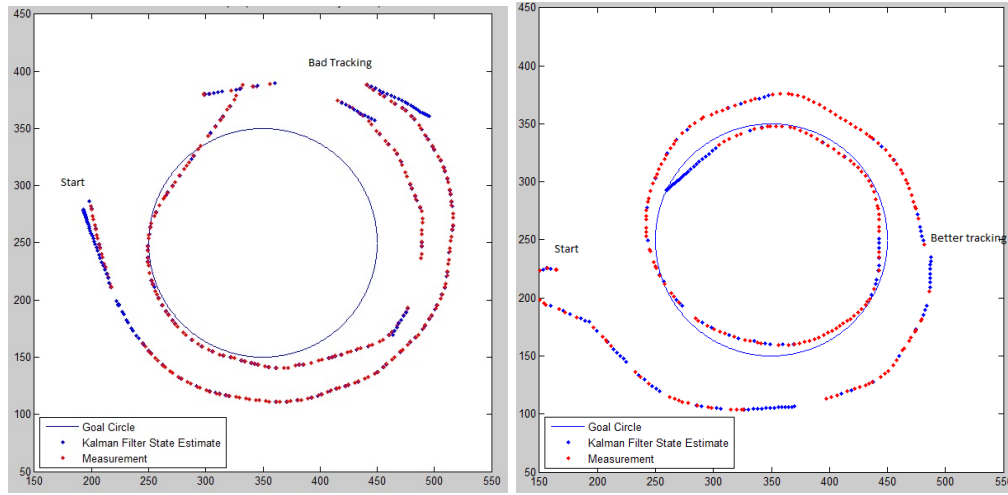 450
400
350
300
250
200
150
100
50
150 200 250 300 350 400 450 500 550
Bad Tracking
Start
Goal Circle
Kalman Filter State Estimate
Measurement
450
400
350
300
250
200
150
100
50
150 200 250 300 350 400 450 500 550
Start
Better tracking
Goal Circle
Kalman Filter State Estimate
Measurement